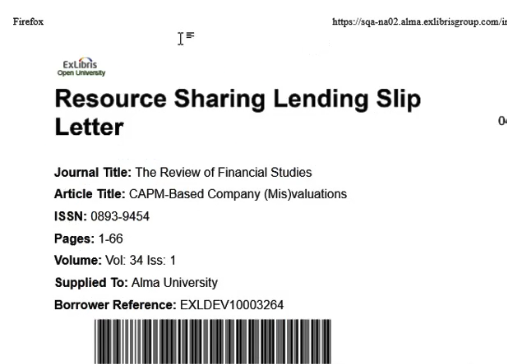 Firefox
https://sqa-na02.alma.exlibrisgroup.com/
ExLibris
Open University
Resource Sharing Lending Slip
Letter
Journal Title: The Review of Financial Studies
Article Title: CAPM-Based Company (Mis)valuations
ISSN: 0893-9454
Pages: 1-66
Volume: Vol: 34 Iss: 1
Supplied To: Alma University
Borrower Reference: EXLDEV10003264